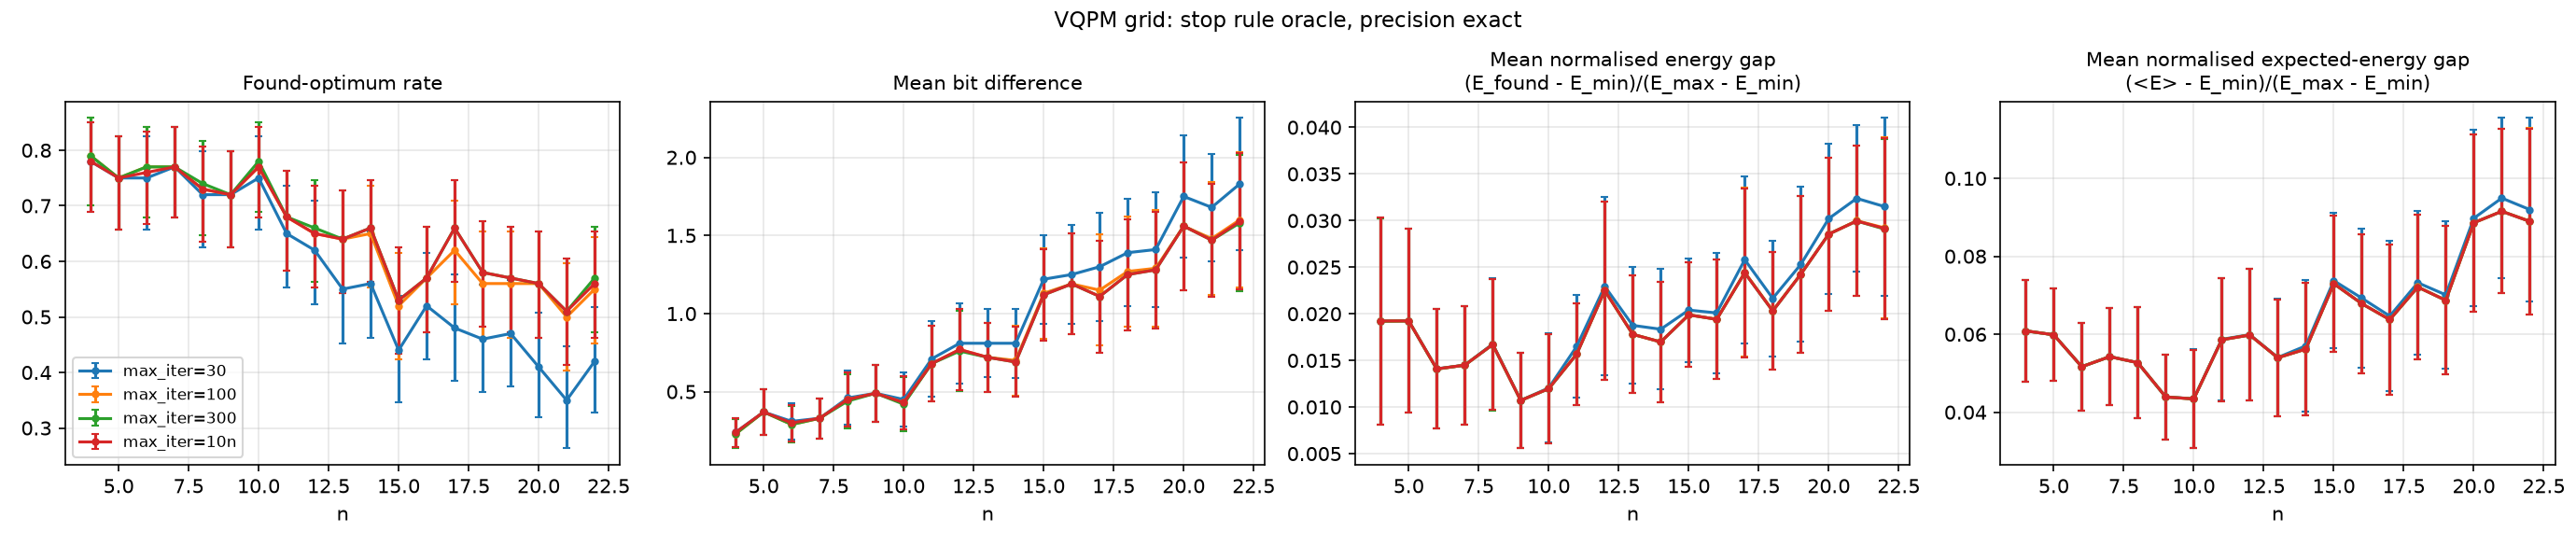 VQPM grid: stop rule oracle, precision exact
Found-optimum rate
0.8
0.7
0.6
0.5
0.4
0.3
max_iter=30
max_iter=100
max_iter=300
max_iter=10n
5.0 7.5 10.0 12.5 15.0 17.5 20.0 22.5
n
Mean bit difference
2.0
1.5
1.0
0.5
5.0 7.5 10.0 12.5 15.0 17.5 20.0 22.5
n
Mean normalised energy gap
(E_found - E_min)/(E_max - E_min)
0.040
0.035
0.030
0.025
0.020
0.015
0.010
0.005
5.0 7.5 10.0 12.5 15.0 17.5 20.0 22.5
n
Mean normalised expected-energy gap
(<E> - E_min)/(E_max - E_min)
0.10
0.08
0.06
0.04
5.0 7.5 10.0 12.5 15.0 17.5 20.0 22.5
n